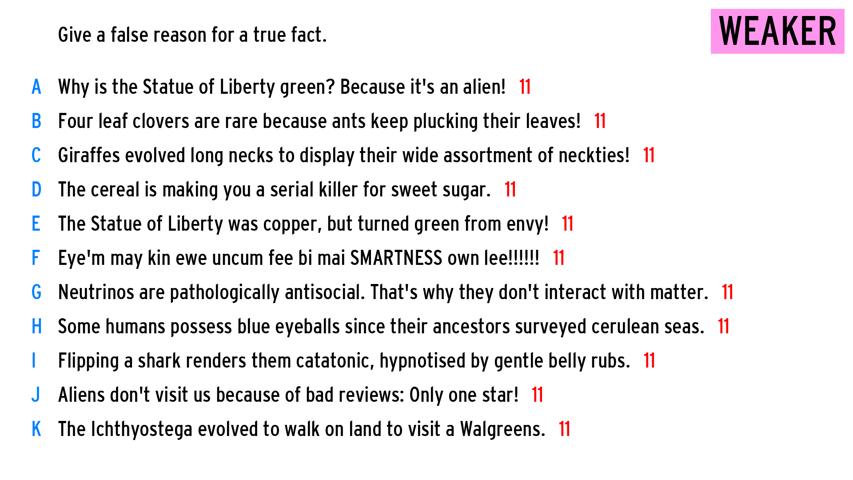 Give a false reason for a true fact.
WEAKER
A Why is the Statue of Liberty green? Because it's an alien! 11
B Four leaf clovers are rare because ants keep plucking their leaves! 11
C Giraffes evolved long necks to display their wide assortment of neckties! 11
D The cereal is making you a serial killer for sweet sugar. 11
E The Statue of Liberty was copper, but turned green from envy! 11
F Eye'm may kin ewe uncum fee bi mai SMARTNESS own lee!!!!!! 11
G Neutrinos are pathologically antisocial. That's why they don't interact with matter. 11
H Some humans possess blue eyeballs since their ancestors surveyed cerulean seas. 11
I Flipping a shark renders them catatonic, hypnotised by gentle belly rubs. 11
J Aliens don't visit us because of bad reviews: Only one star! 11
K The Ichthyostega evolved to walk on land to visit a Walgreens. 11